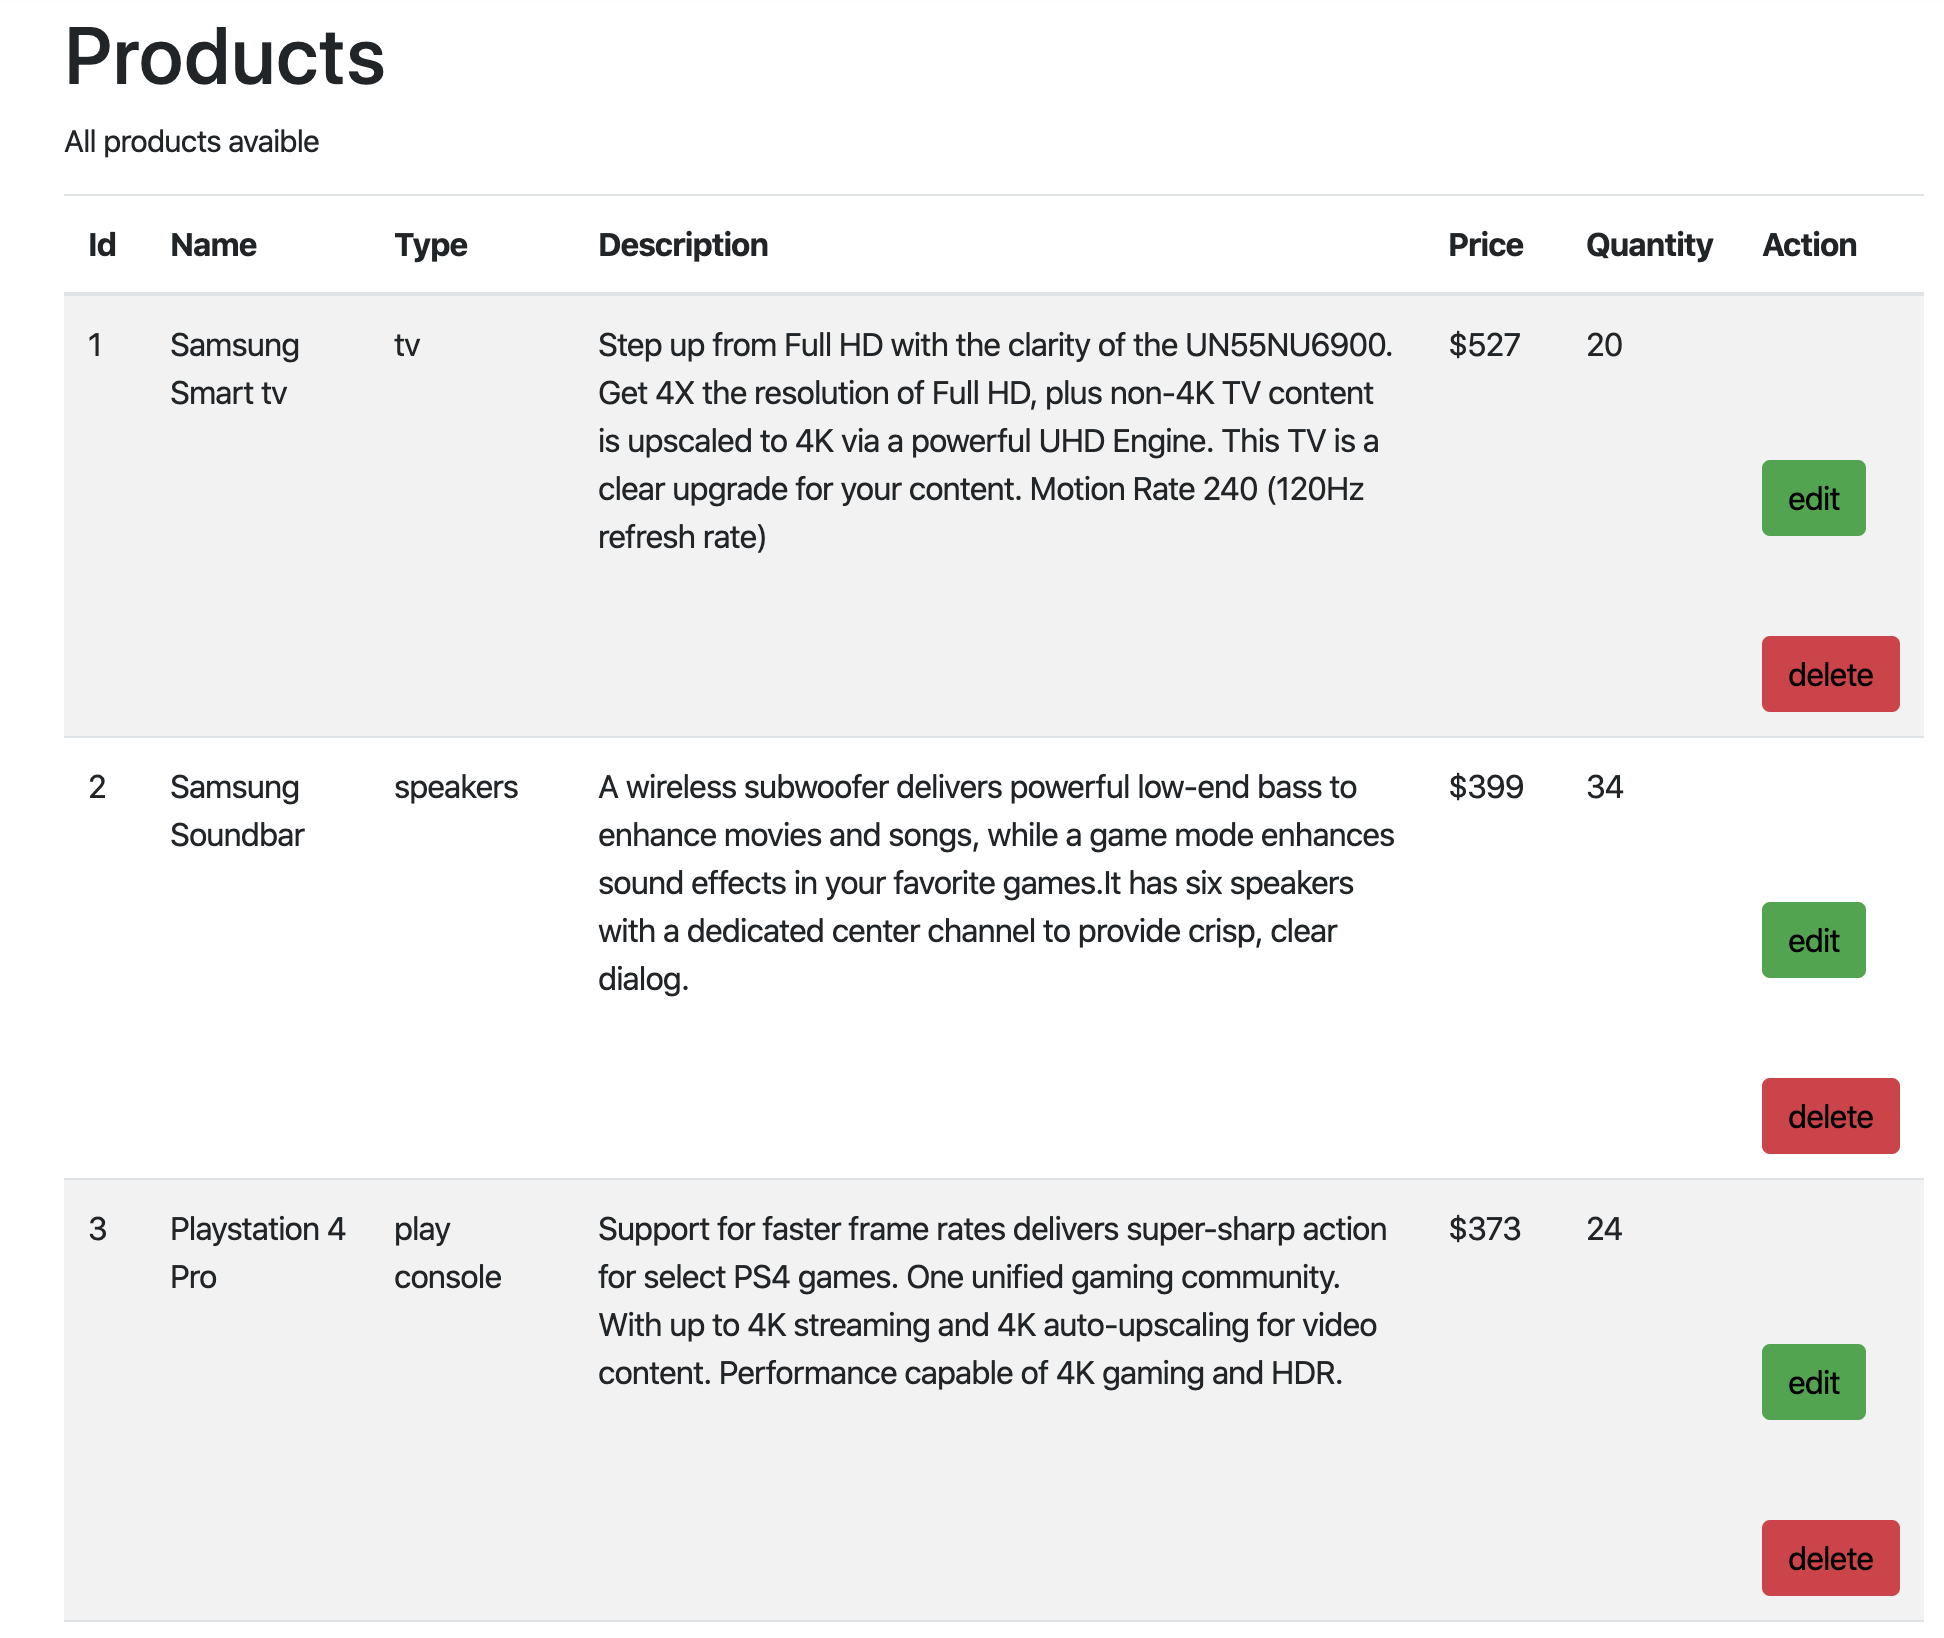 Products
All products avaible
Id Name Type Description Price Quantity Action
1 Samsung tv Step up from Full HD with the clarity of the UN55NU6900. $527 20
Smart tv Get 4X the resolution of Full HD, plus non-4K TV content
is upscaled to 4K via a powerful UHD Engine. This TV is a
clear upgrade for your content. Motion Rate 240 (120Hz
edit
refresh rate)
delete
2 Samsung speakers A wireless subwoofer delivers powerful low-end bass to $399 34
Soundbar enhance movies and songs, while a game mode enhances
sound effects in your favorite games.It has six speakers
with a dedicated center channel to provide crisp, clear
edit
dialog.
delete
3 Playstation 4 play Support for faster frame rates delivers super-sharp action $373 24
Pro console for select PS4 games. One unified gaming community.
With up to 4K streaming and 4K auto-upscaling for video
content. Performance capable of 4K gaming and HDR.
edit
delete